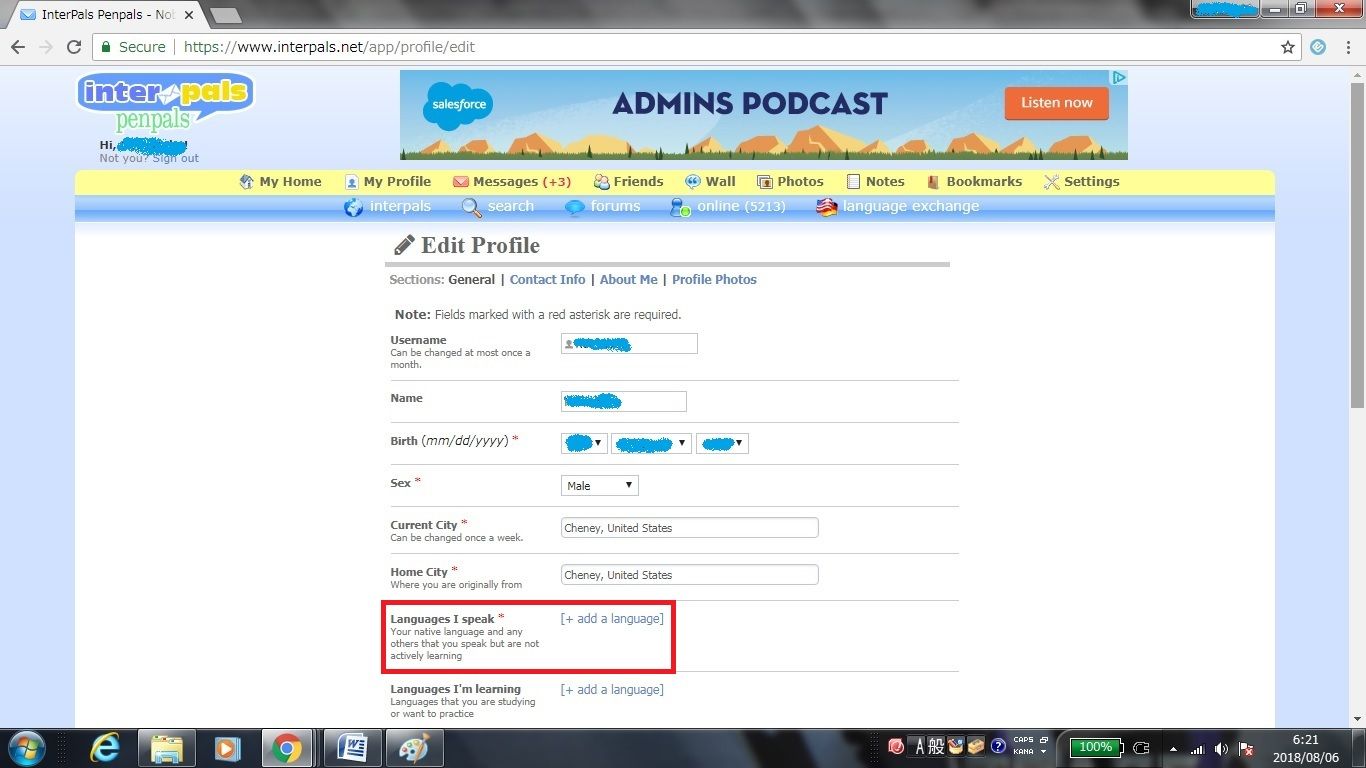 InterPals Penpals - Not
Secure
https://www.interpals.net/app/profile/edit
inter pals
penpals
Hi,
Not you? Sign out
salesforce
ADMINS PODCAST
Listen now
My Home
My Profile
Messages (+3)
Friends
Wall
Photos
Notes
Bookmarks
Settings
interpals
search
forums
online (5213)
language exchange
Edit Profile
Sections: General | Contact Info | About Me | Profile Photos
Note: Fields marked with a red asterisk are required.
Username
Can be changed at most once a
month.
Name
Birth (mm/dd/yyyy) *
Sex *
Male
Current City *
Can be changed once a week.
Cheney, United States
Home City *
Where you are originally from
Cheney, United States
Languages I speak *
Your native language and any
others that you speak but are not
actively learning
[+ add a language]
Languages I'm learning
Languages that you are studying
or want to practice
[+ add a language]
A 般
CAPS
KANA
100%
6:21
2018/08/06